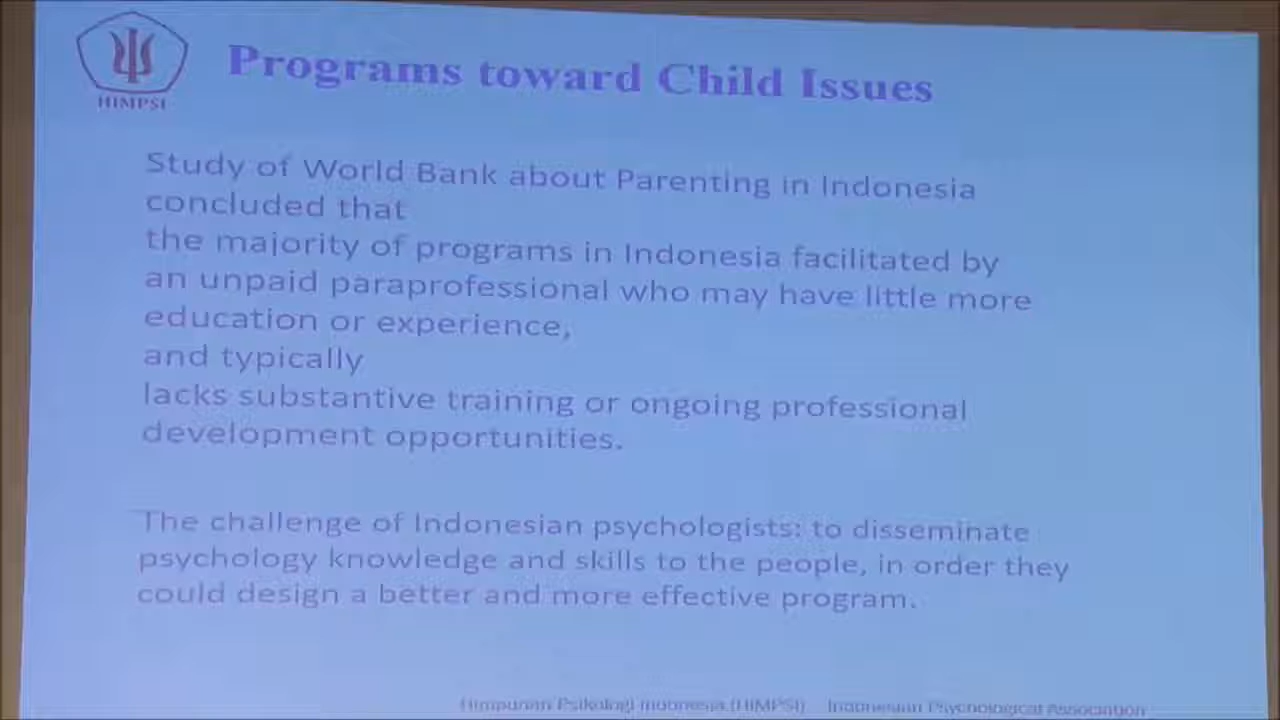 HIMPSI
Programs toward Child Issues
Study of World Bank about Parenting in Indonesia
concluded that
the majority of programs in Indonesia facilitated by
an unpaid paraprofessional who may have little more
education or experience,
and typically
lacks substantive training or ongoing professional
development opportunities.
The challenge of Indonesian psychologists: to disseminate
psychology knowledge and skills to the people, in order they
could design a better and more effective program.
Himpunan Psikologi Indonesia (HIMPSI) Indonesian Psychological Association